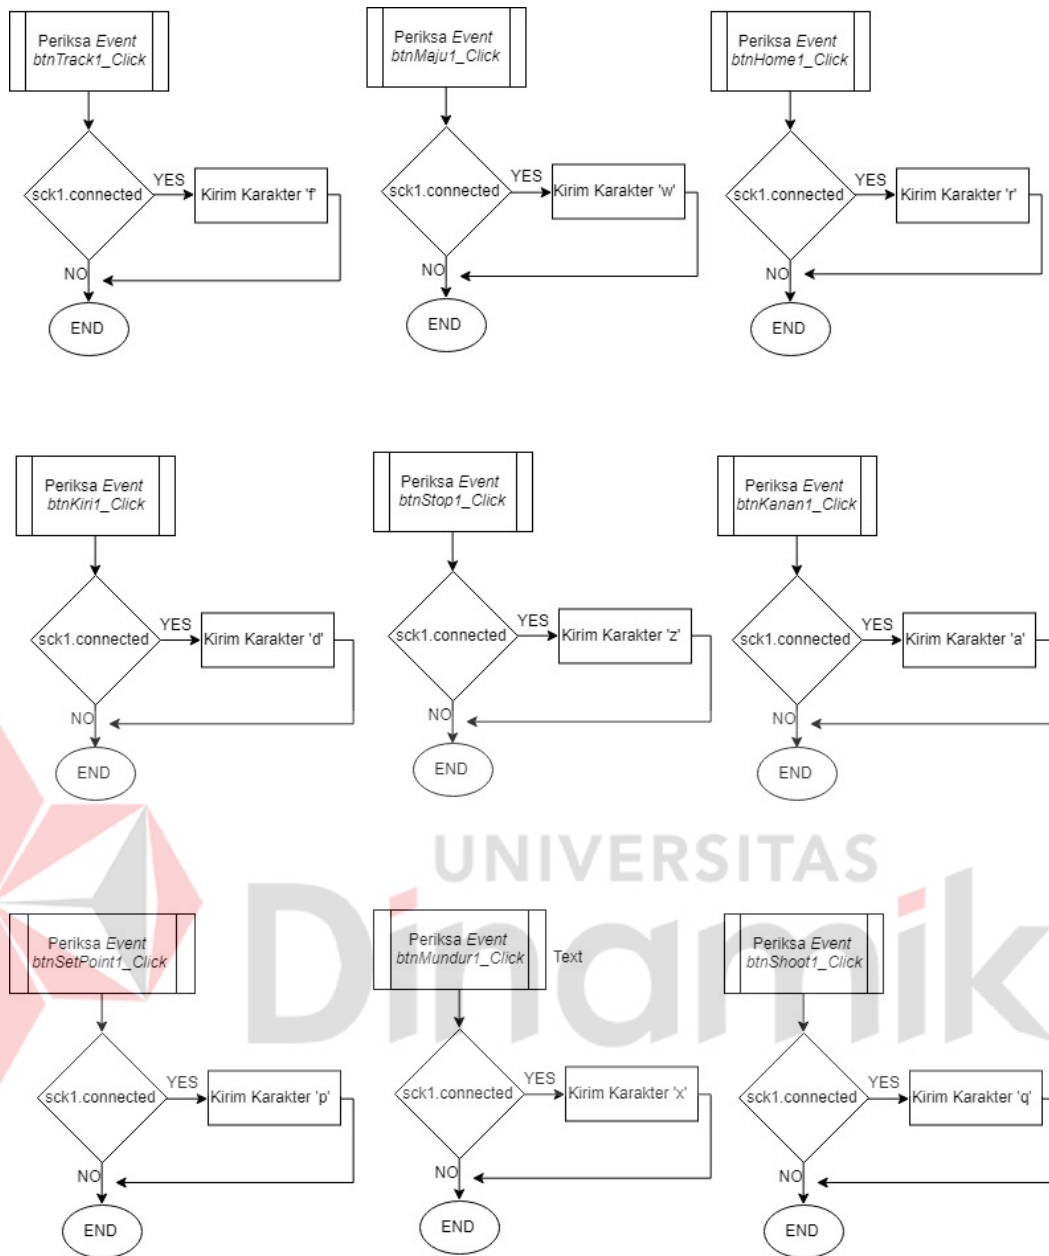 Periksa Event
btnTrack1_Click
sck1.connected
YES
Kirim Karakter 'f'
NO
END
Periksa Event
btnMaju1_Click
sck1.connected
YES
Kirim Karakter 'w'
NO
END
Periksa Event
btnHome1_Click
sck1.connected
YES
Kirim Karakter 'r'
NO
END
Periksa Event
btnKiri1_Click
sck1.connected
YES
Kirim Karakter 'd'
NO
END
Periksa Event
btnStop1_Click
sck1.connected
YES
Kirim Karakter 'z'
NO
END
Periksa Event
btnKanan1_Click
sck1.connected
YES
Kirim Karakter 'a'
NO
END
UNIVERSITAS
Dinamik
Periksa Event
btnSetPoint1_Click
sck1.connected
YES
Kirim Karakter 'p'
NO
END
Periksa Event
btnMundur1_Click
Text
sck1.connected
YES
Kirim Karakter 'x'
NO
END
Periksa Event
btnShoot1_Click
sck1.connected
YES
Kirim Karakter 'q'
NO
END